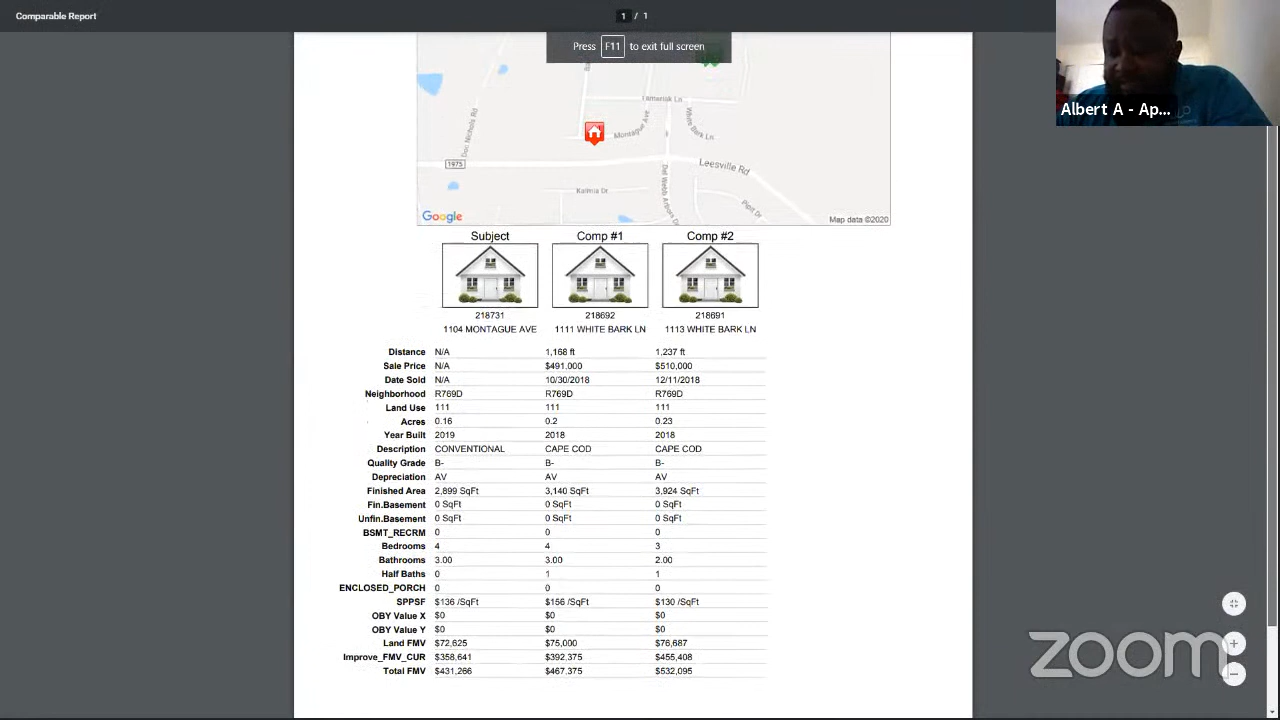 Comparable Report
1 / 1
Press F11 to exit full screen
Albert A - Ap...
Tamarisk Ln
Doc Nichols Rd
Montague Ave
White Bark Ln
1975
Leesville Rd
Kalmia Dr
Del Webb Arbors Dr
Pipit Dr
Google
Map data ©2020
Subject Comp #1 Comp #2
218731 218692 218691
1104 MONTAGUE AVE 1111 WHITE BARK LN 1113 WHITE BARK LN
Distance N/A 1,168 ft 1,237 ft
Sale Price N/A $491,000 $510,000
Date Sold N/A 10/30/2018 12/11/2018
Neighborhood R769D R769D R769D
Land Use 111 111 111
Acres 0.16 0.2 0.23
Year Built 2019 2018 2018
Description CONVENTIONAL CAPE COD CAPE COD
Quality Grade B- B- B-
Depreciation AV AV AV
Finished Area 2,899 SqFt 3,140 SqFt 3,924 SqFt
Fin.Basement 0 SqFt 0 SqFt 0 SqFt
Unfin.Basement 0 SqFt 0 SqFt 0 SqFt
BSMT_RECRM 0 0 0
Bedrooms 4 4 3
Bathrooms 3.00 3.00 2.00
Half Baths 0 1 1
ENCLOSED_PORCH 0 0 0
SPPSF $136 /SqFt $156 /SqFt $130 /SqFt
OBY Value X $0 $0 $0
OBY Value Y $0 $0 $0
Land FMV $72,625 $75,000 $76,687
Improve_FMV_CUR $358,641 $392,375 $455,408
Total FMV $431,266 $467,375 $532,095
zoom